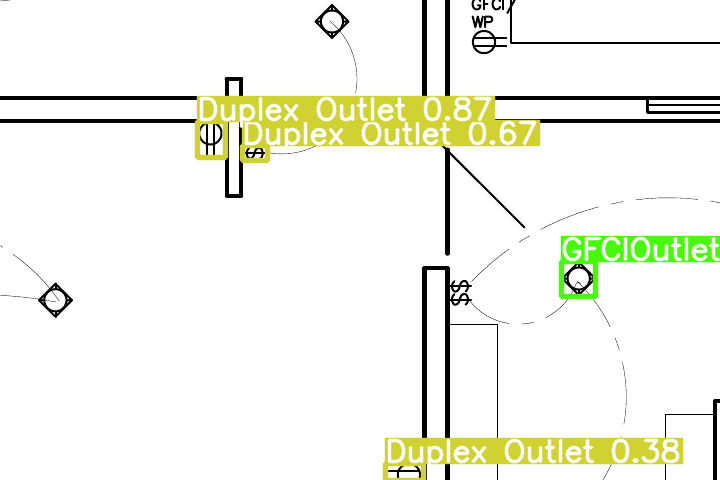 GFCI/
WP
Duplex Outlet 0.87
Duplex Outlet 0.67
$
GFCIOutlet
$$
Duplex Outlet 0.38